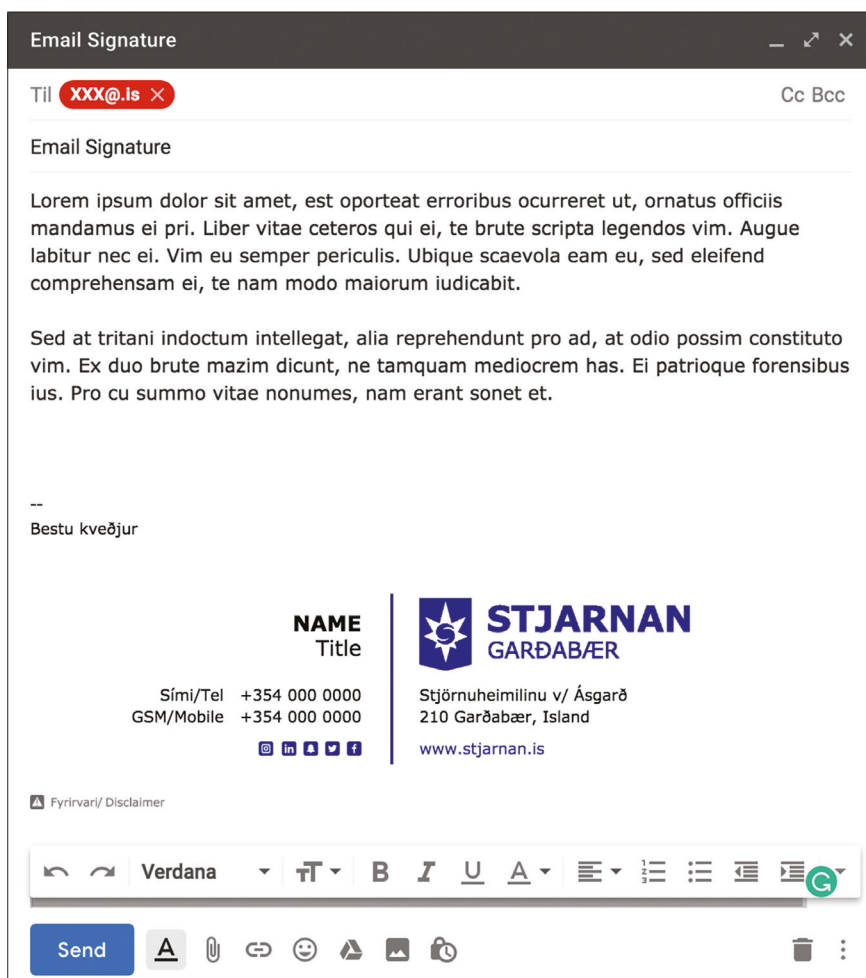 Email Signature
Til XXX@.is Cc Bcc
Email Signature
Lorem ipsum dolor sit amet, est oporteat erroribus ocurreret ut, ornatus officiis
mandamus ei pri. Liber vitae ceteros qui ei, te brute scripta legendos vim. Augue
labitur nec ei. Vim eu semper periculis. Ubique scaevola eam eu, sed eleifend
comprehensam ei, te nam modo maiorum iudicabit.
Sed at tritani indoctum intellegat, alia reprehendunt pro ad, at odio possim constituto
vim. Ex duo brute mazim dicunt, ne tamquam mediocrem has. Ei patrioque forensibus
ius. Pro cu summo vitae nonumes, nam erant sonet et.
--
Bestu kveðjur
NAME
Title
Sími/Tel +354 000 0000
GSM/Mobile +354 000 0000
STJARNAN
GARÐABÆR
Stjörnuheimilinu v/ Ásgarð
210 Garðabær, Island
www.stjarnan.is
Fyrirvari/ Disclaimer
Verdana
Send